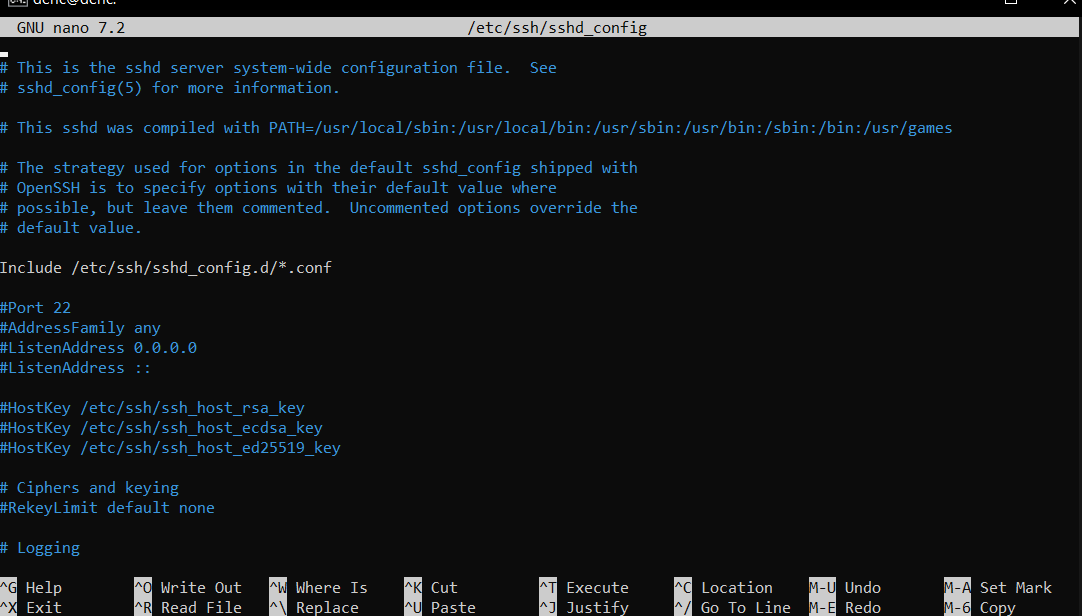 GNU nano 7.2 /etc/ssh/sshd_config
# This is the sshd server system-wide configuration file.  See
# sshd_config(5) for more information.
# This sshd was compiled with PATH=/usr/local/sbin:/usr/local/bin:/usr/sbin:/usr/bin:/sbin:/bin:/usr/games
# The strategy used for options in the default sshd_config shipped with
# OpenSSH is to specify options with their default value where
# possible, but leave them commented.  Uncommented options override the
# default value.
Include /etc/ssh/sshd_config.d/*.conf
#Port 22
#AddressFamily any
#ListenAddress 0.0.0.0
#ListenAddress ::
#HostKey /etc/ssh/ssh_host_rsa_key
#HostKey /etc/ssh/ssh_host_ecdsa_key
#HostKey /etc/ssh/ssh_host_ed25519_key
# Ciphers and keying
#RekeyLimit default none
# Logging
^G Help ^O Write Out ^W Where Is ^K Cut ^T Execute ^C Location M-U Undo M-A Set Mark
^X Exit ^R Read File ^\ Replace ^U Paste ^J Justify ^/ Go To Line M-E Redo M-6 Copy